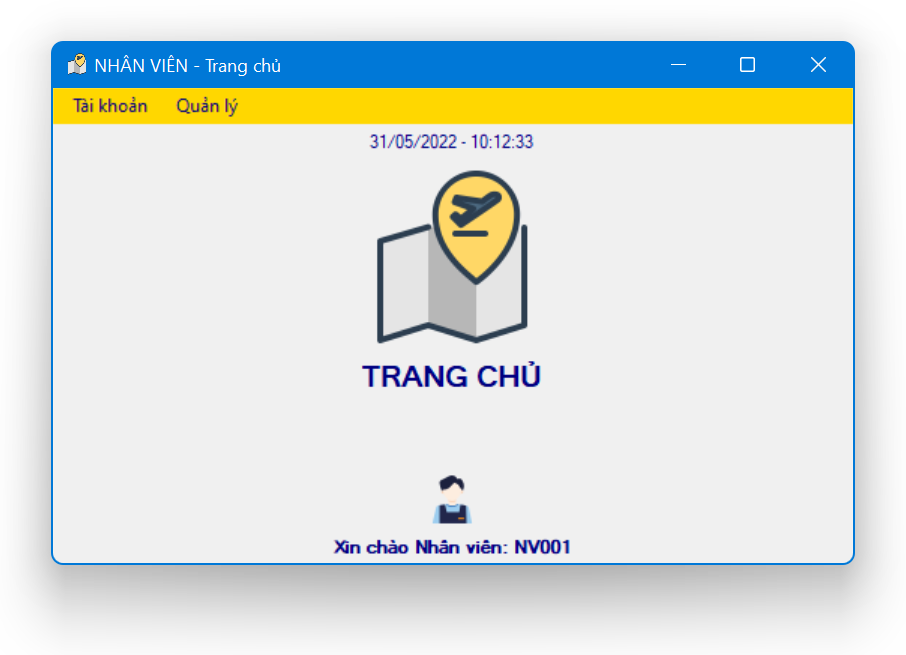 NHÂN VIÊN - Trang chủ
Tài khoản Quản lý
31/05/2022 - 10:12:33
TRANG CHỦ
Xin chào Nhân viên: NV001